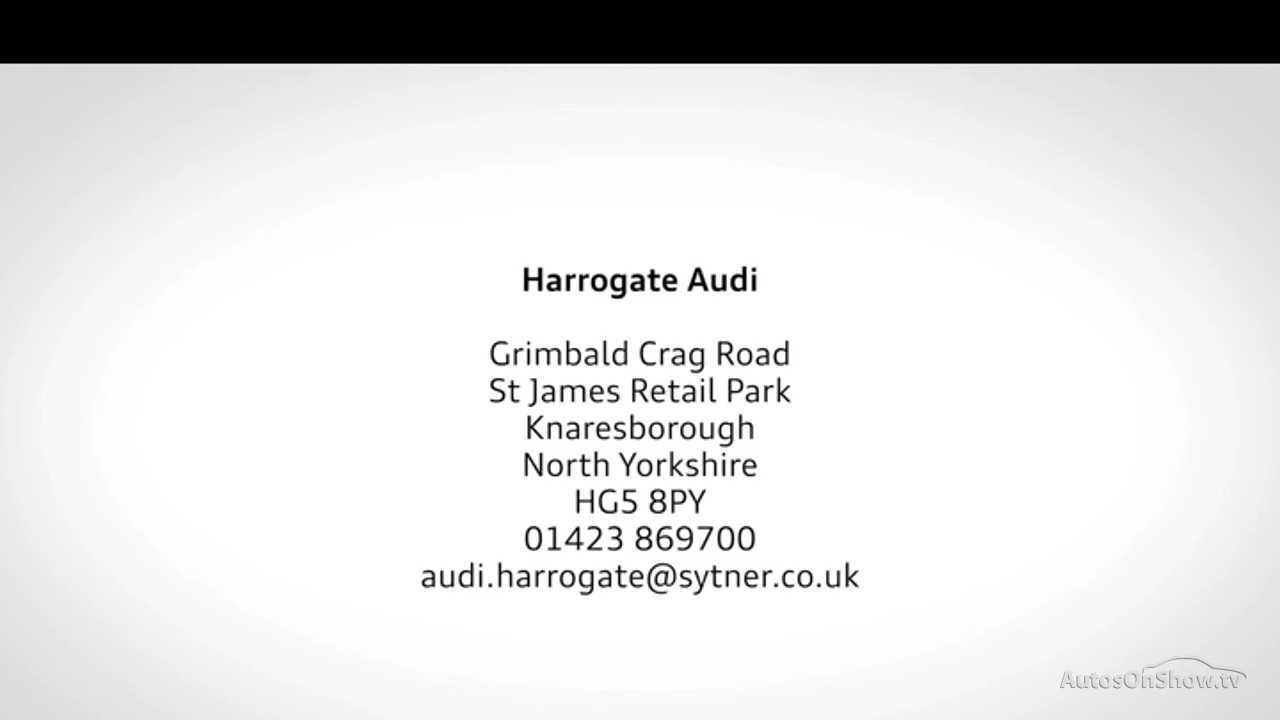 Harrogate Audi
Grimbald Crag Road
St James Retail Park
Knaresborough
North Yorkshire
HG5 8PY
01423 869700
audi.harrogate@sytner.co.uk
AutosOnShow.tv